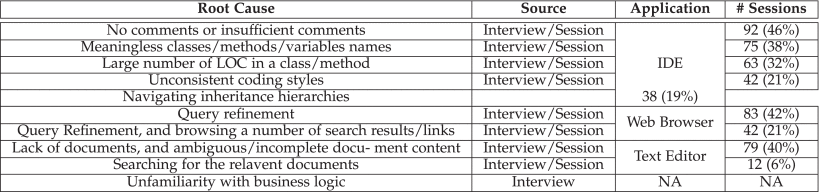 Root Cause Source Application # Sessions
No comments or insufficient comments Interview/Session 92 (46%)
Meaningless classes/methods/variables names Interview/Session 75 (38%)
Large number of LOC in a class/method Interview/Session IDE 63 (32%)
Unconsistent coding styles Interview/Session 42 (21%)
Navigating inheritance hierarchies 38 (19%)
Query refinement Interview/Session Web Browser 83 (42%)
Query Refinement, and browsing a number of search results/links Interview/Session 42 (21%)
Lack of documents, and ambiguous/incomplete docu- ment content Interview/Session Text Editor 79 (40%)
Searching for the relavent documents Interview/Session 12 (6%)
Unfamiliarity with business logic Interview NA NA